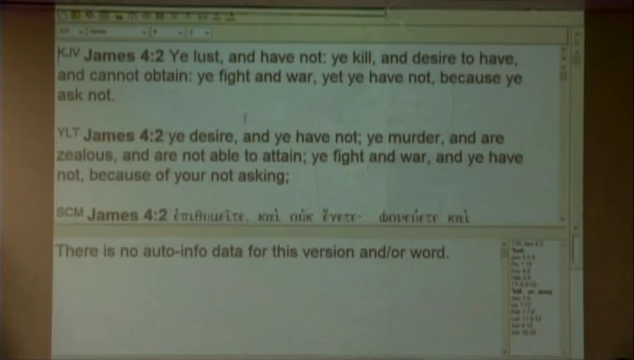 KJV James 4:2 Ye lust, and have not: ye kill, and desire to have,
and cannot obtain: ye fight and war, yet ye have not, because ye
ask not.
YLT James 4:2 ye desire, and ye have not; ye murder, and are
zealous, and are not able to attain; ye fight and war, and ye have
not, because of your not asking;
SCM James 4:2 ἐπιθυμεῖτε, καὶ οὐκ ἔχετε· φονεύετε καὶ
There is no auto-info data for this version and/or word.